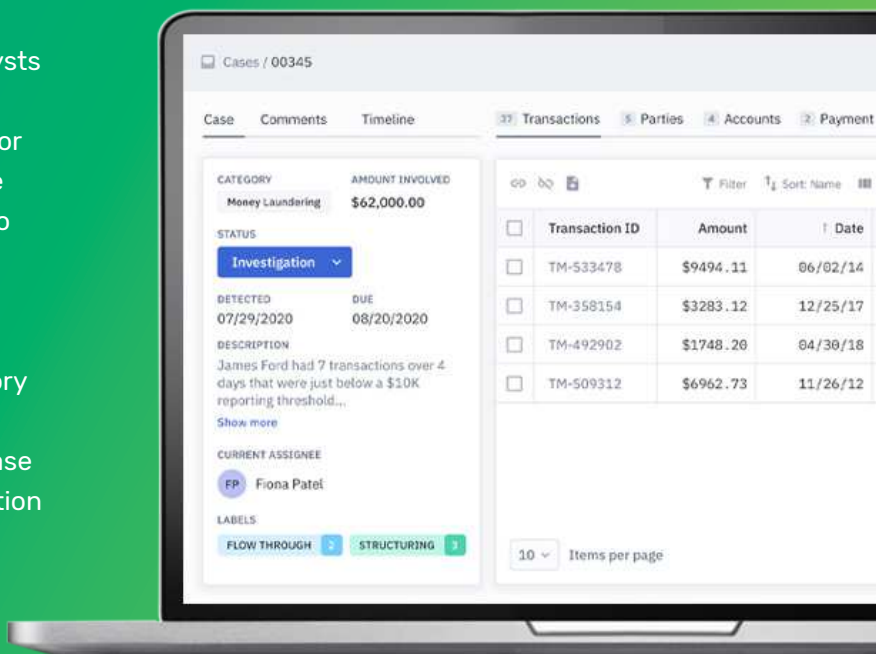 Cases / 00345
Case Comments Timeline
27 Transactions 5 Parties 4 Accounts 2 Payment
CATEGORY AMOUNT INVOLVED
Money Laundering $62,000.00
STATUS
Investigation
DETECTED DUE
07/29/2020 08/20/2020
DESCRIPTION
James Ford had 7 transactions over 4
days that were just below a $10K
reporting threshold...
Show more
CURRENT ASSIGNEE
FP Fiona Patel
LABELS
FLOW THROUGH 2 STRUCTURING 3
Filter Sort: Name
Transaction ID Amount ↑ Date
TM-533478 $9494.11 06/02/14
TM-358154 $3283.12 12/25/17
TM-492902 $1748.20 04/30/18
TM-509312 $6962.73 11/26/12
10 Items per page
ysts
or
e
o
ory
ase
tion